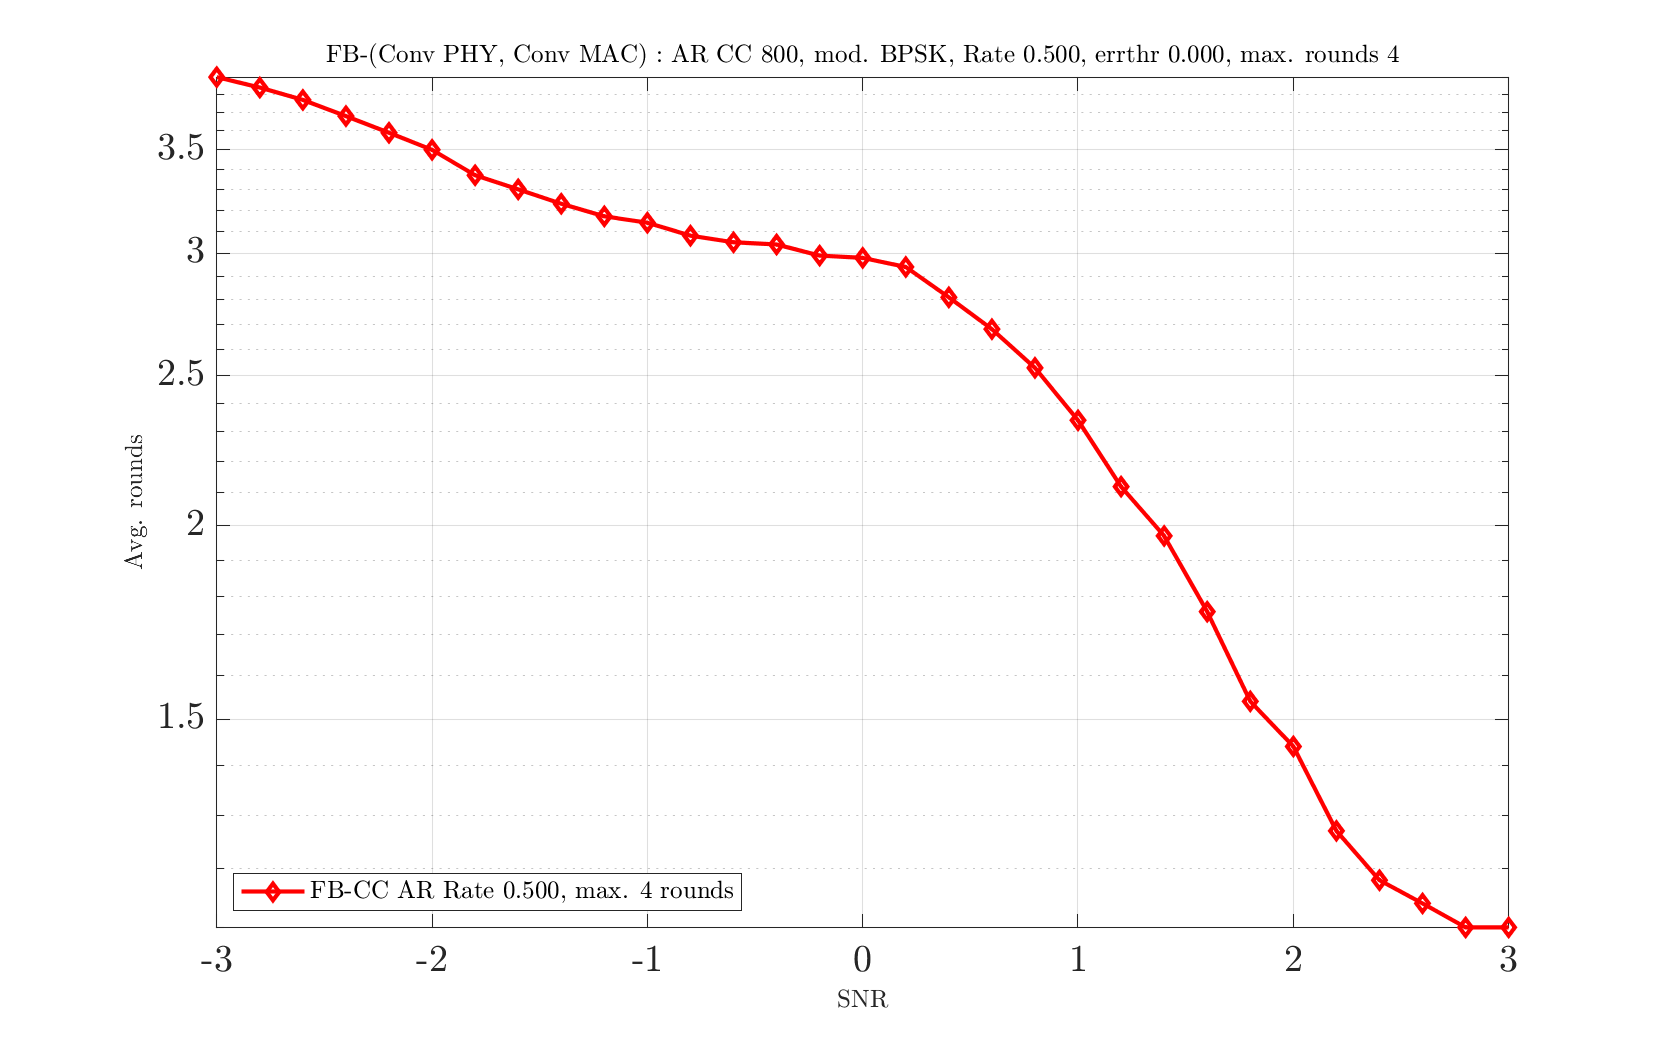 FB-(Conv PHY, Conv MAC) : AR CC 800, mod. BPSK, Rate 0.500, errthr 0.000, max. rounds 4
3.5
3
2.5
2
1.5
Avg. rounds
FB-CC AR Rate 0.500, max. 4 rounds
-3 -2 -1 0 1 2 3
SNR